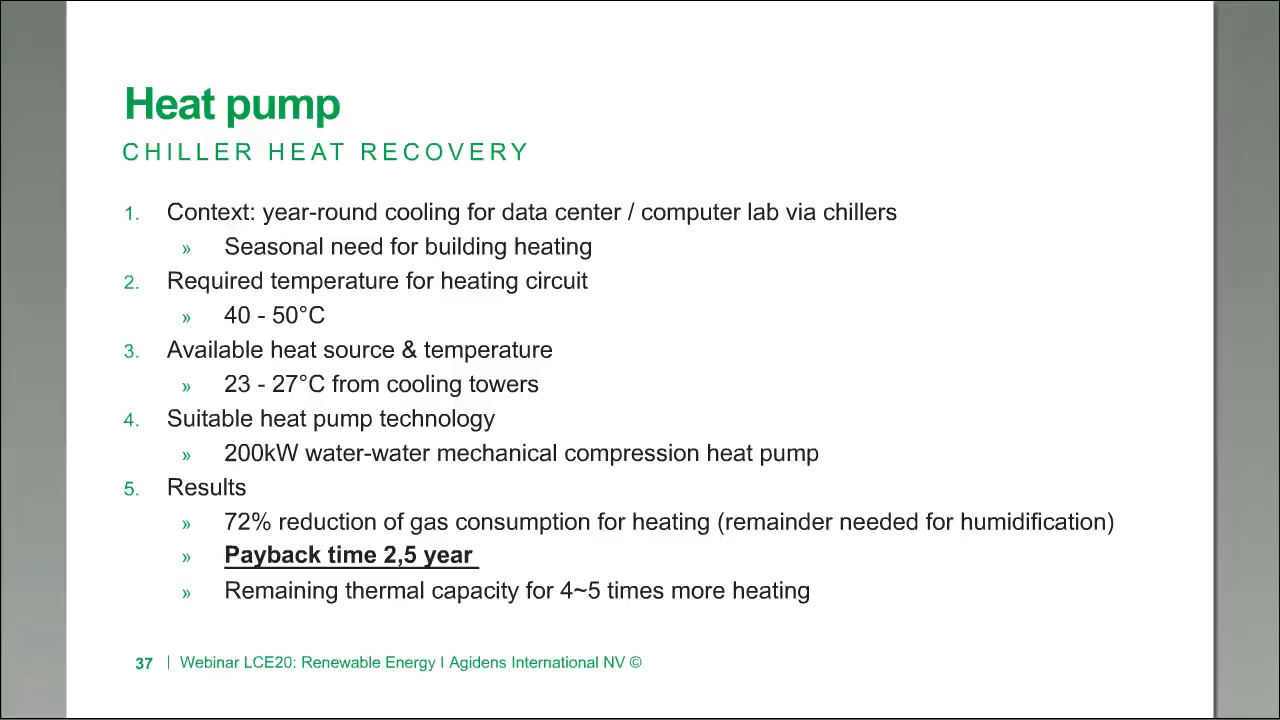 Heat pump
CHILLER HEAT RECOVERY
1. Context: year-round cooling for data center / computer lab via chillers
» Seasonal need for building heating
2. Required temperature for heating circuit
» 40 - 50°C
3. Available heat source & temperature
» 23 - 27°C from cooling towers
4. Suitable heat pump technology
» 200kW water-water mechanical compression heat pump
5. Results
» 72% reduction of gas consumption for heating (remainder needed for humidification)
» Payback time 2,5 year
» Remaining thermal capacity for 4~5 times more heating
37 | Webinar LCE20: Renewable Energy I Agidens International NV ©